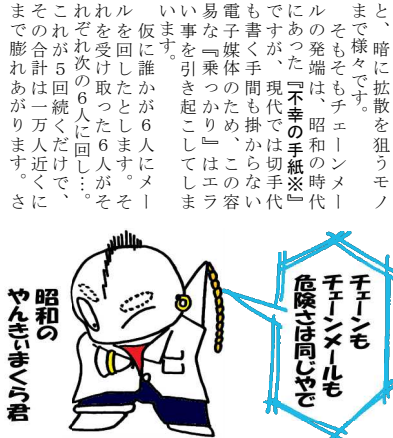 と、暗に拡散を狙うモノ
まで様々です。
　そもそもチェーンメー
ルの発端は、昭和の時代
にあった『不幸の手紙※』
ですが、現代では切手代
も書く手間も掛からない
電子媒体のため、この容
易な『乗っかり』はエラ
い事を引き起こしてしま
います。
　仮に誰かが６人にメー
ルを回したとします。そ
れを受け取った６人がそ
れぞれ次の６人に回し…。
これが５回続くだけで、
その合計は一万人近くに
まで膨れあがります。さ
チェーンも
チェーンメールも
危険さは同じやで
昭和の
やんきぃまくら君